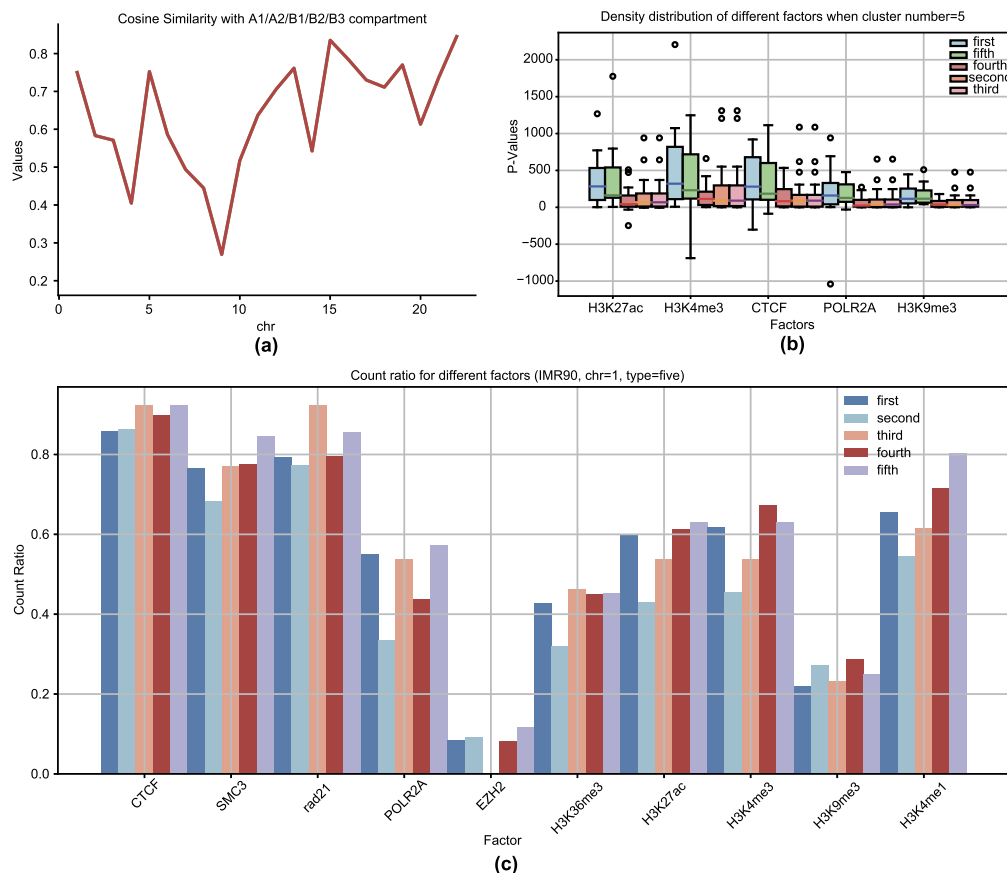 Cosine Similarity with A1/A2/B1/B2/B3 compartment
Values
0.8
0.7
0.6
0.5
0.4
0.3
0.2
0
5
10
15
20
chr
(a)
Density distribution of different factors when cluster number=5
P-Values
2000
1500
1000
500
0
−500
−1000
first
fifth
fourth
second
third
H3K27ac
H3K4me3
CTCF
POLR2A
H3K9me3
Factors
(b)
Count ratio for different factors (IMR90, chr=1, type=five)
Count Ratio
0.8
0.6
0.4
0.2
0.0
first
second
third
fourth
fifth
CTCF
SMC3
rad21
POLR2A
EZH2
H3K36me3
H3K27ac
H3K4me3
H3K9me3
H3K4me1
Factor
(c)